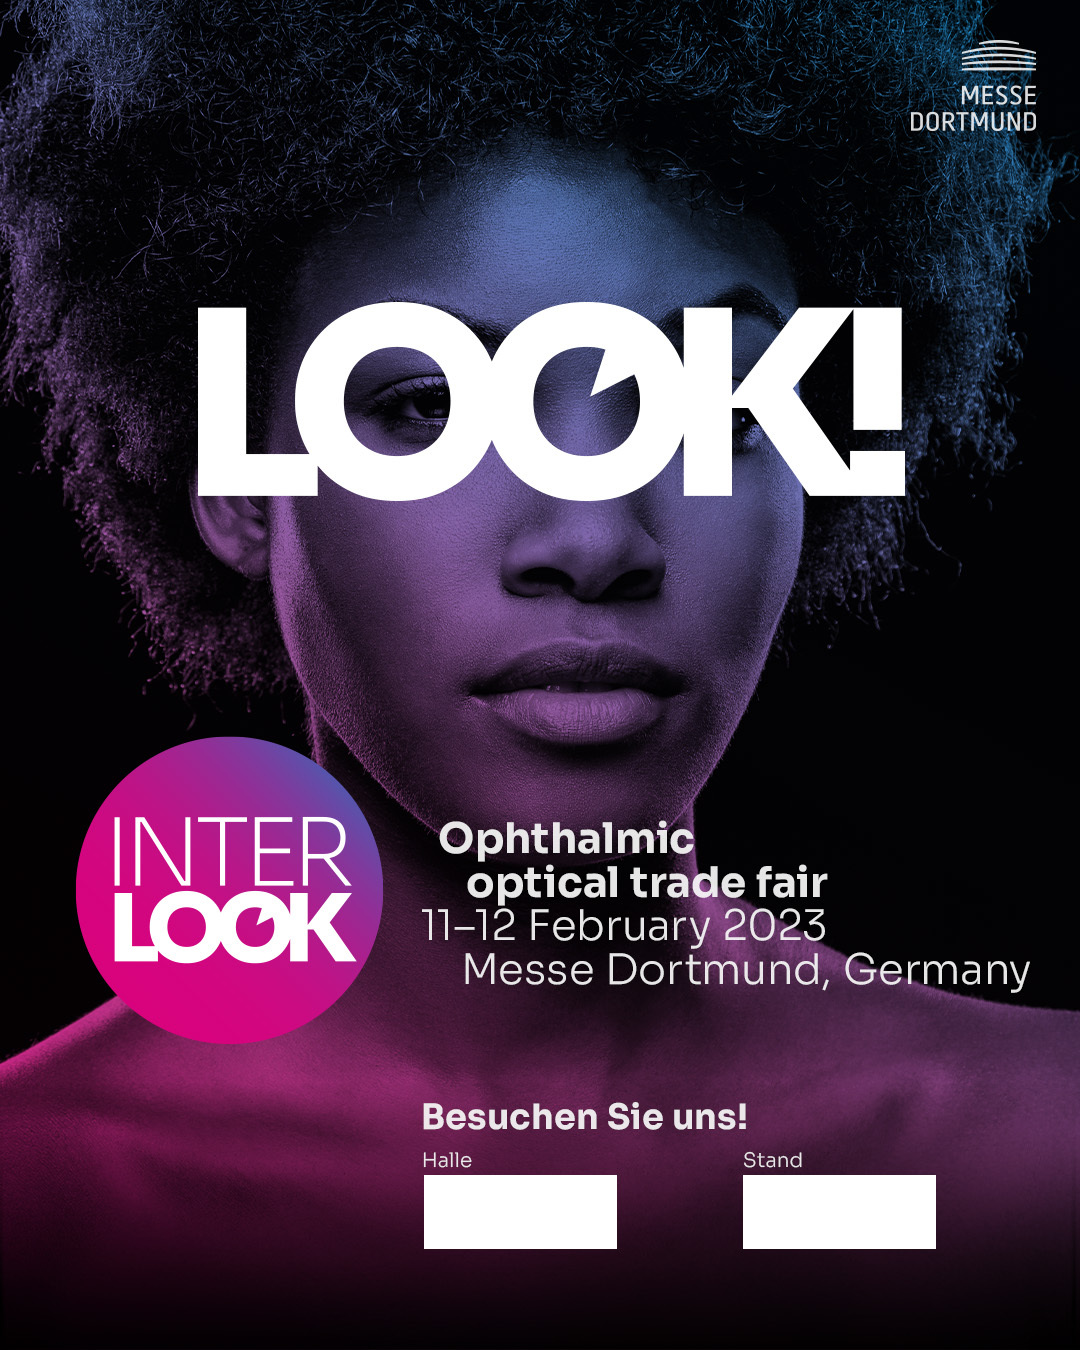 MESSE
DORTMUND
LOOK!
INTER
LOOK
Ophthalmic
optical trade fair
11–12 February 2023
Messe Dortmund, Germany
Besuchen Sie uns!
Halle
Stand